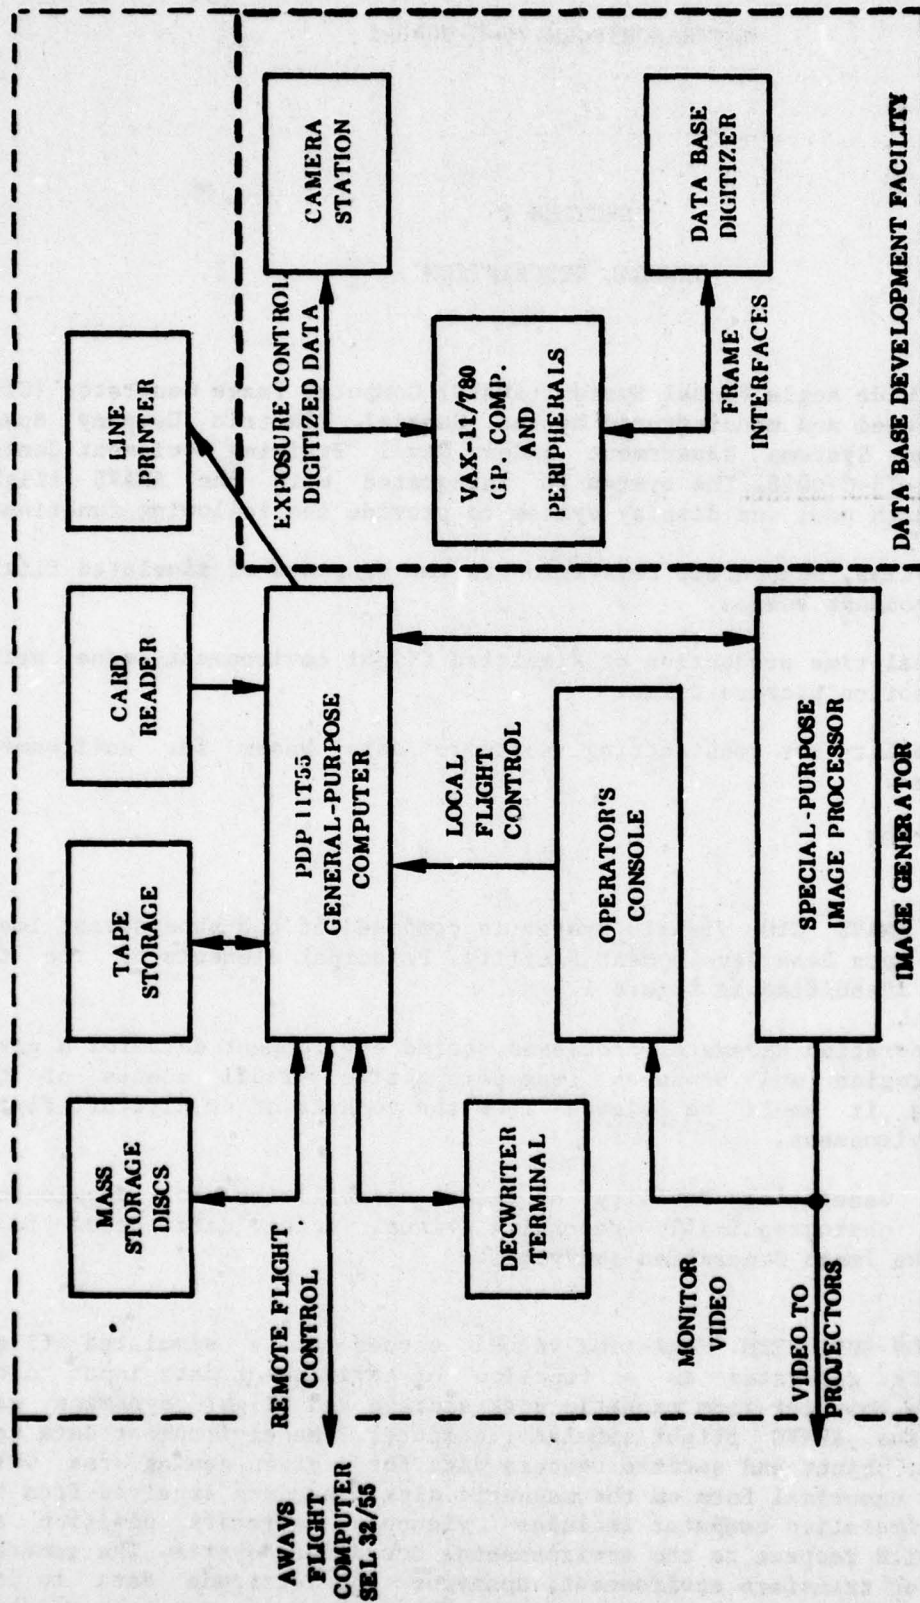 AWAVS
FLIGHT
COMPUTER
SEL 32/55
REMOTE FLIGHT
CONTROL
MASS
STORAGE
DISCS
TAPE
STORAGE
CARD
READER
LINE
PRINTER
PDP 11T55
GENERAL-PURPOSE
COMPUTER
EXPOSURE CONTROL
DIGITIZED DATA
CAMERA
STATION
DECWRITER
TERMINAL
LOCAL
FLIGHT
CONTROL
VAX-11/780
GP COMP.
AND
PERIPHERALS
OPERATOR'S
CONSOLE
MONITOR
VIDEO
FRAME
INTERFACES
DATA BASE
DIGITIZER
VIDEO TO
PROJECTORS
SPECIAL-PURPOSE
IMAGE PROCESSOR
IMAGE GENERATOR
DATA BASE DEVELOPMENT FACILITY